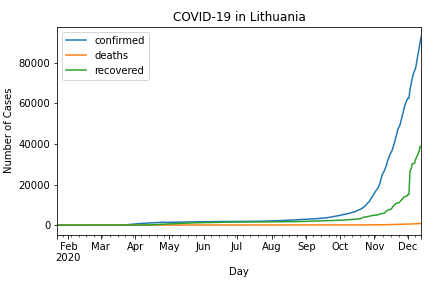 COVID-19 in Lithuania
confirmed
deaths
recovered
Number of Cases
80000
60000
40000
20000
0
Feb Mar Apr May Jun Jul Aug Sep Oct Nov Dec
2020
Day